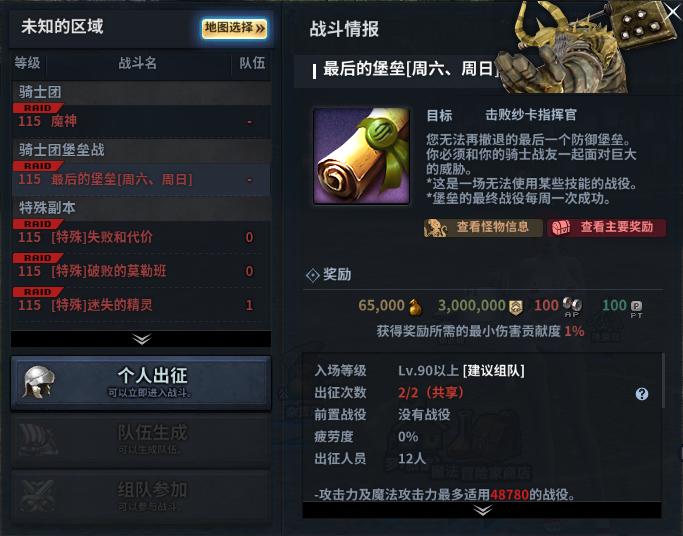 未知的区域
地图选择
等级 战斗名 队伍
骑士团
RAID
115 魔神 -
骑士团堡垒战
RAID
115 最后的堡垒[周六、周日] -
特殊副本
RAID
115 [特殊]失败和代价 0
RAID
115 [特殊]破败的莫勒班 0
RAID
115 [特殊]迷失的精灵 1
个人出征
可以立即进入战斗。
队伍生成
可以生成队伍。
组队参加
可以参与战斗。
战斗情报
最后的堡垒[周六、周日]
目标 击败纱卡指挥官
您无法再撤退的最后一个防御堡垒。
你必须和你的骑士战友一起面对巨大
的威胁。
*这是一场无法使用某些技能的战役。
*堡垒的最终战役每周一次成功。
查看怪物信息 查看主要奖励
奖励
65,000 3,000,000 100 AP 100 P PT
获得奖励所需的最小伤害贡献度 1%
入场等级 Lv.90以上 [建议组队]
出征次数 2/2（共享） ?
前置战役 没有战役
疲劳度 0%
出征人员 12人
-攻击力及魔法攻击力最多适用48780的战役。